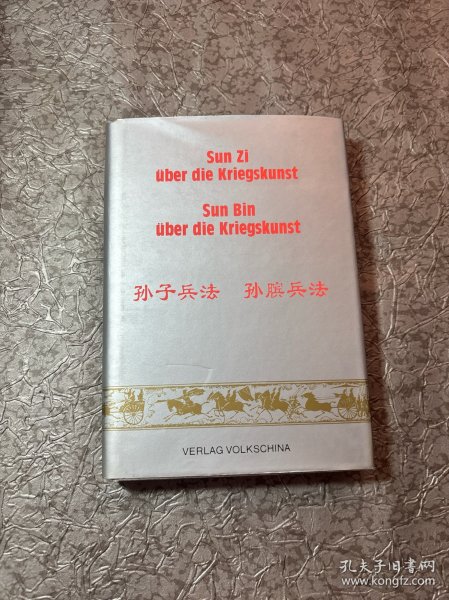 Sun Zi
über die Kriegskunst
Sun Bin
über die Kriegskunst
孙子兵法 孙膑兵法
VERLAG VOLKSCHINA
孔夫子旧书网
www.kongfz.com